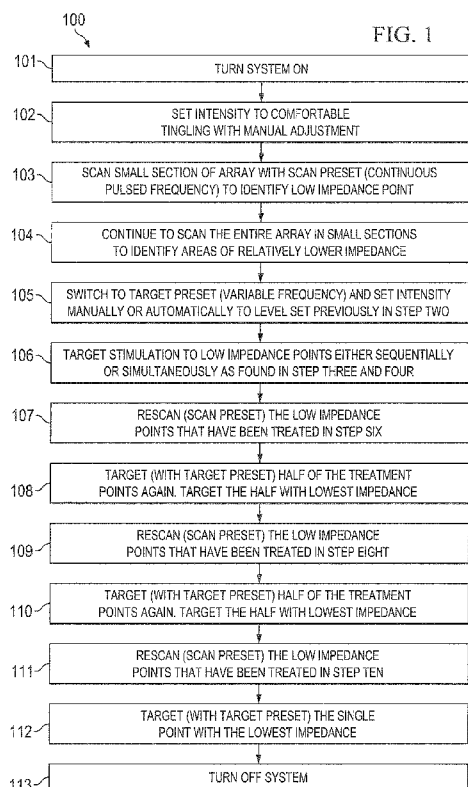 100
FIG. 1
101
TURN SYSTEM ON
102
SET INTENSITY TO COMFORTABLE
TINGLING WITH MANUAL ADJUSTMENT
103
SCAN SMALL SECTION OF ARRAY WITH SCAN PRESET (CONTINUOUS
PULSED FREQUENCY) TO IDENTIFY LOW IMPEDANCE POINT
104
CONTINUE TO SCAN THE ENTIRE ARRAY IN SMALL SECTIONS
TO IDENTIFY AREAS OF RELATIVELY LOWER IMPEDANCE
105
SWITCH TO TARGET PRESET (VARIABLE FREQUENCY) AND SET INTENSITY
MANUALLY OR AUTOMATICALLY TO LEVEL SET PREVIOUSLY IN STEP TWO
106
TARGET STIMULATION TO LOW IMPEDANCE POINTS EITHER SEQUENTIALLY
OR SIMULTANEOUSLY AS FOUND IN STEP THREE AND FOUR
107
RESCAN (SCAN PRESET) THE LOW IMPEDANCE
POINTS THAT HAVE BEEN TREATED IN STEP SIX
108
TARGET (WITH TARGET PRESET) HALF OF THE TREATMENT
POINTS AGAIN. TARGET THE HALF WITH LOWEST IMPEDANCE
109
RESCAN (SCAN PRESET) THE LOW IMPEDANCE
POINTS THAT HAVE BEEN TREATED IN STEP EIGHT
110
TARGET (WITH TARGET PRESET) HALF OF THE TREATMENT
POINTS AGAIN. TARGET THE HALF WITH LOWEST IMPEDANCE
111
RESCAN (SCAN PRESET) THE LOW IMPEDANCE
POINTS THAT HAVE BEEN TREATED IN STEP TEN
112
TARGET (WITH TARGET PRESET) THE SINGLE
POINT WITH THE LOWEST IMPEDANCE
113
TURN OFF SYSTEM